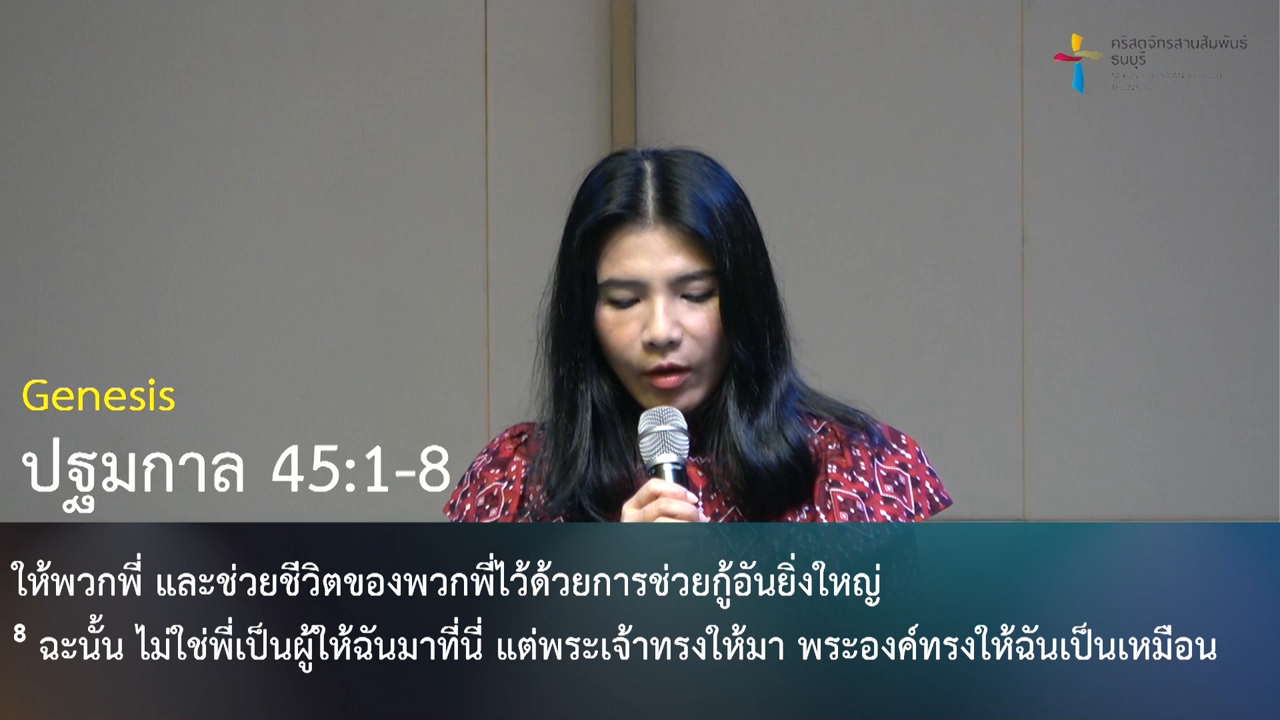 คริสตจักรสานสัมพันธ์
ธนบุรี
Genesis
ปฐมกาล 45:1-8
ให้พวกพี่ และช่วยชีวิตของพวกพี่ไว้ด้วยการช่วยกู้อันยิ่งใหญ่
8 ฉะนั้น ไม่ใช่พี่เป็นผู้ให้ฉันมาที่นี่ แต่พระเจ้าทรงให้มา พระองค์ทรงให้ฉันเป็นเหมือน